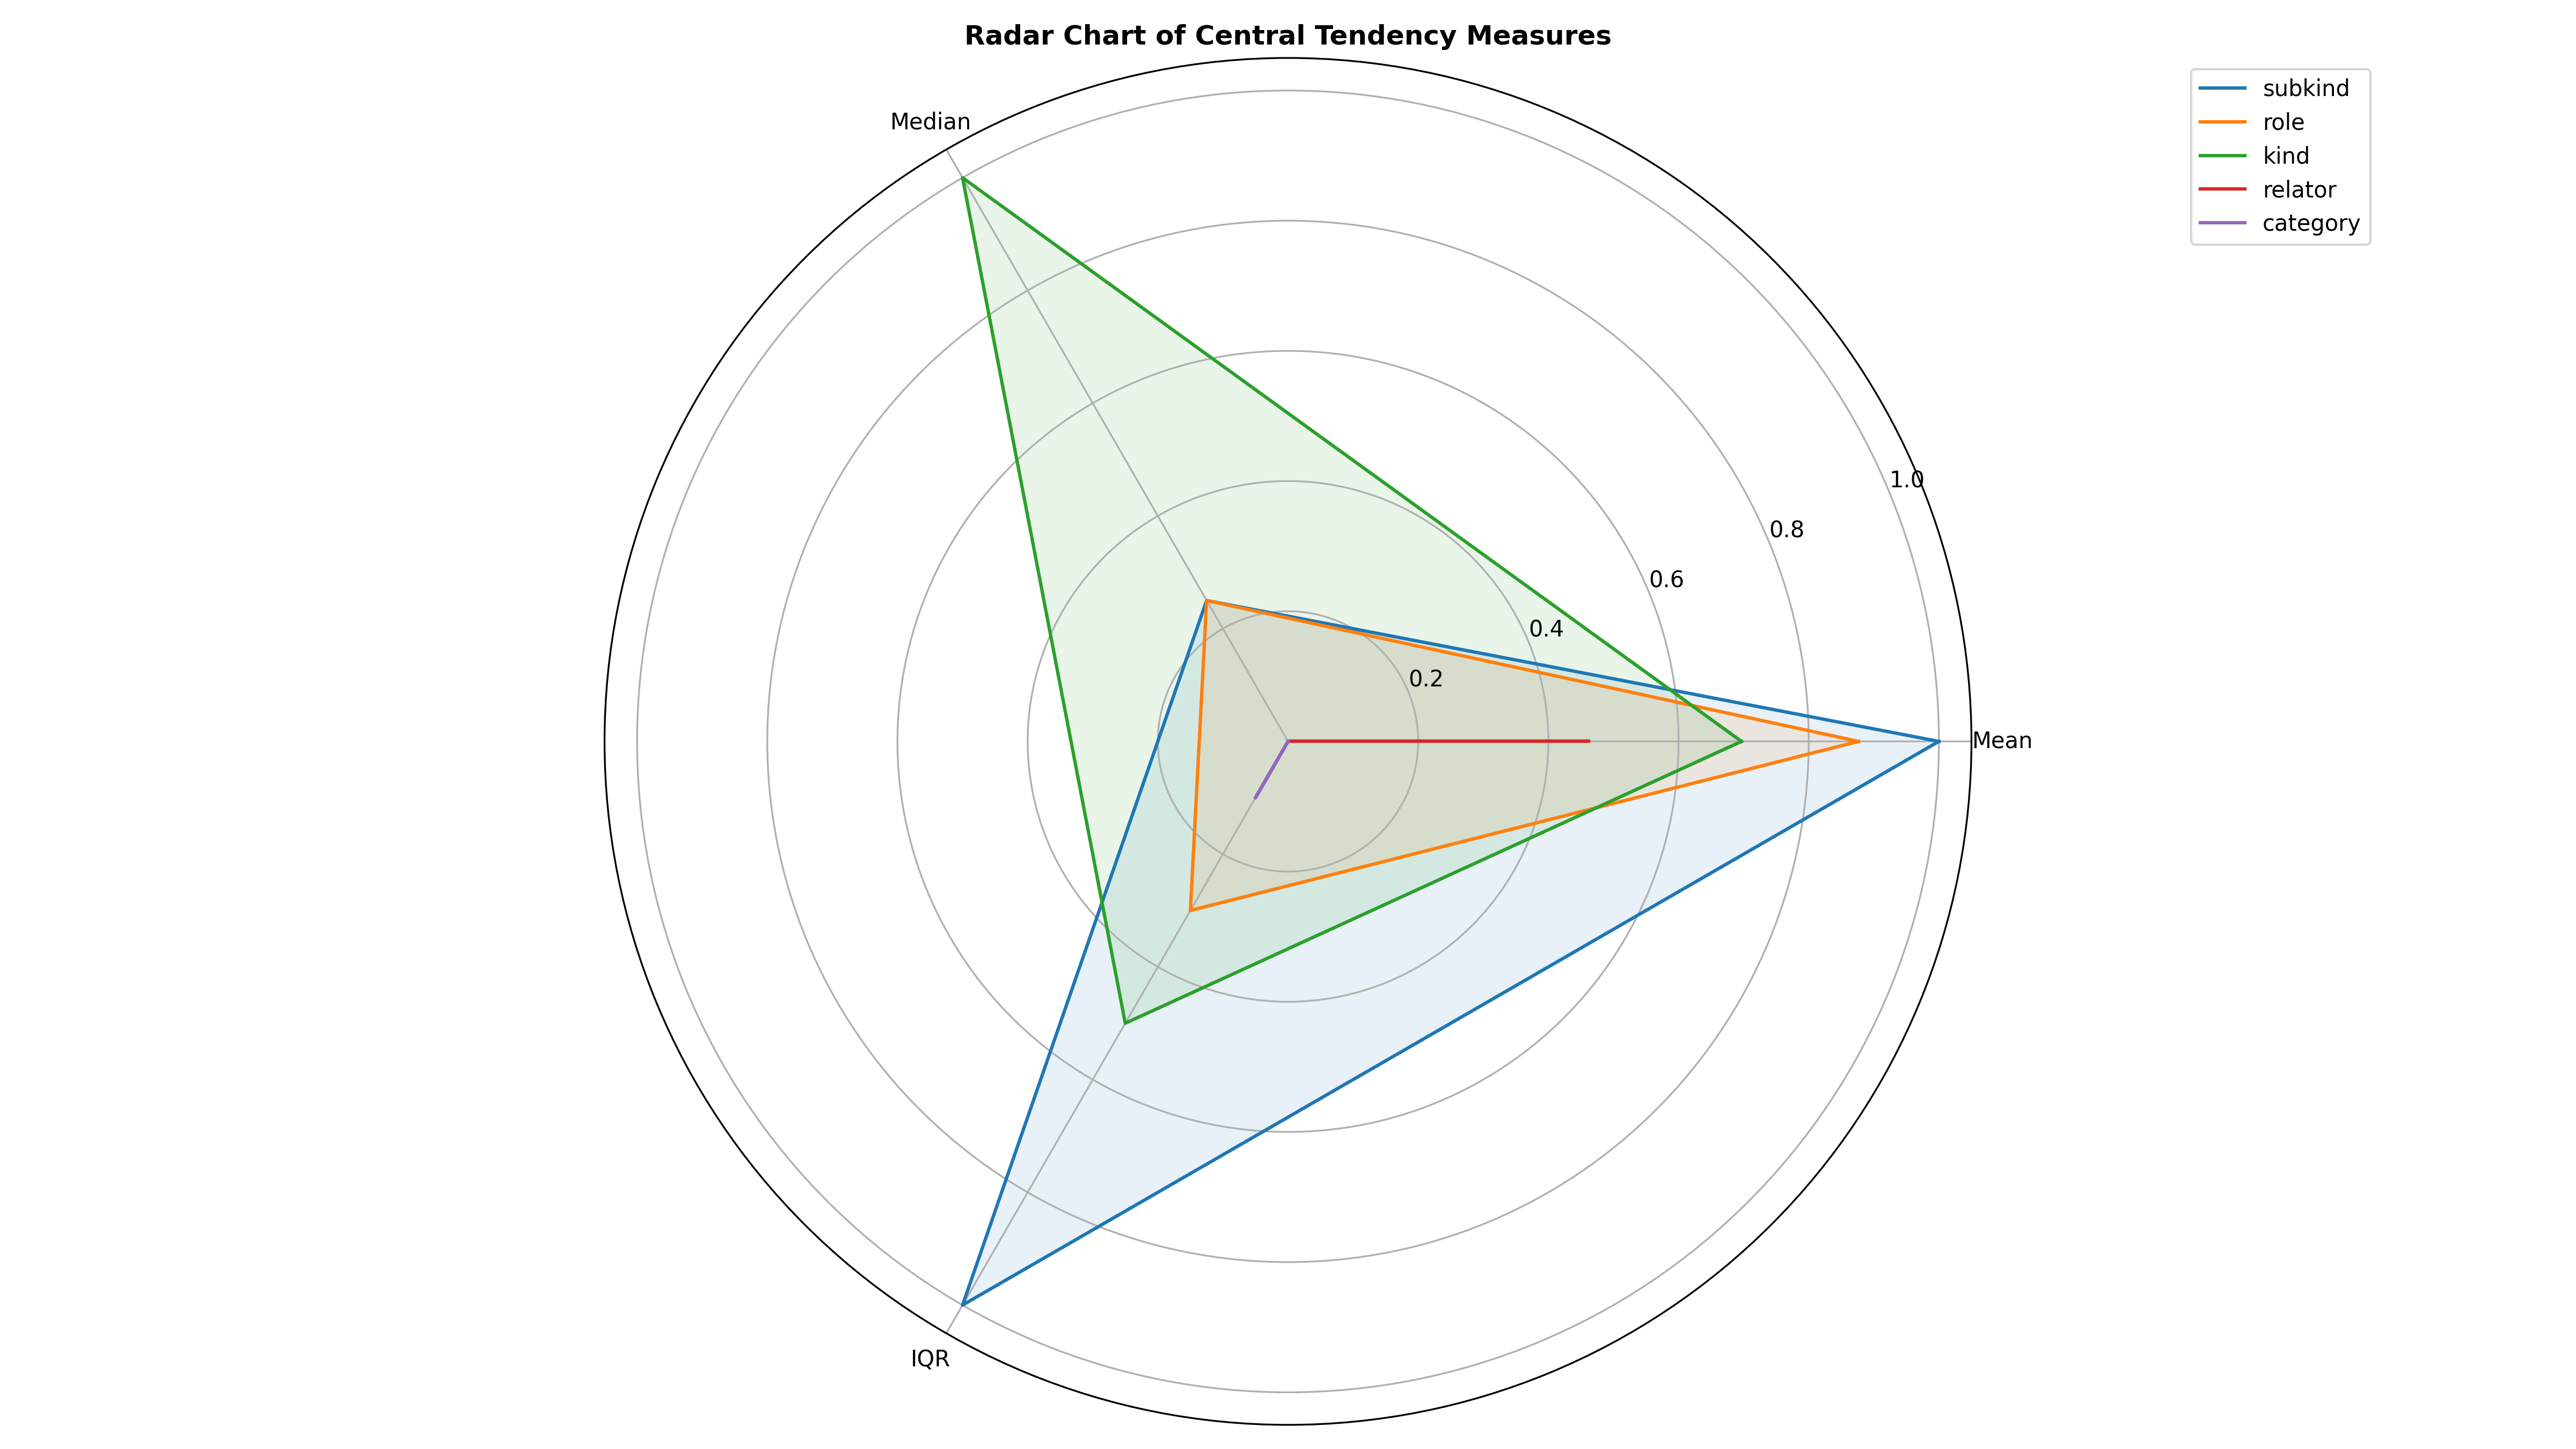 Radar Chart of Central Tendency Measures
subkind
role
kind
relator
category
Median
1.0
0.8
0.6
0.4
0.2
Mean
IQR